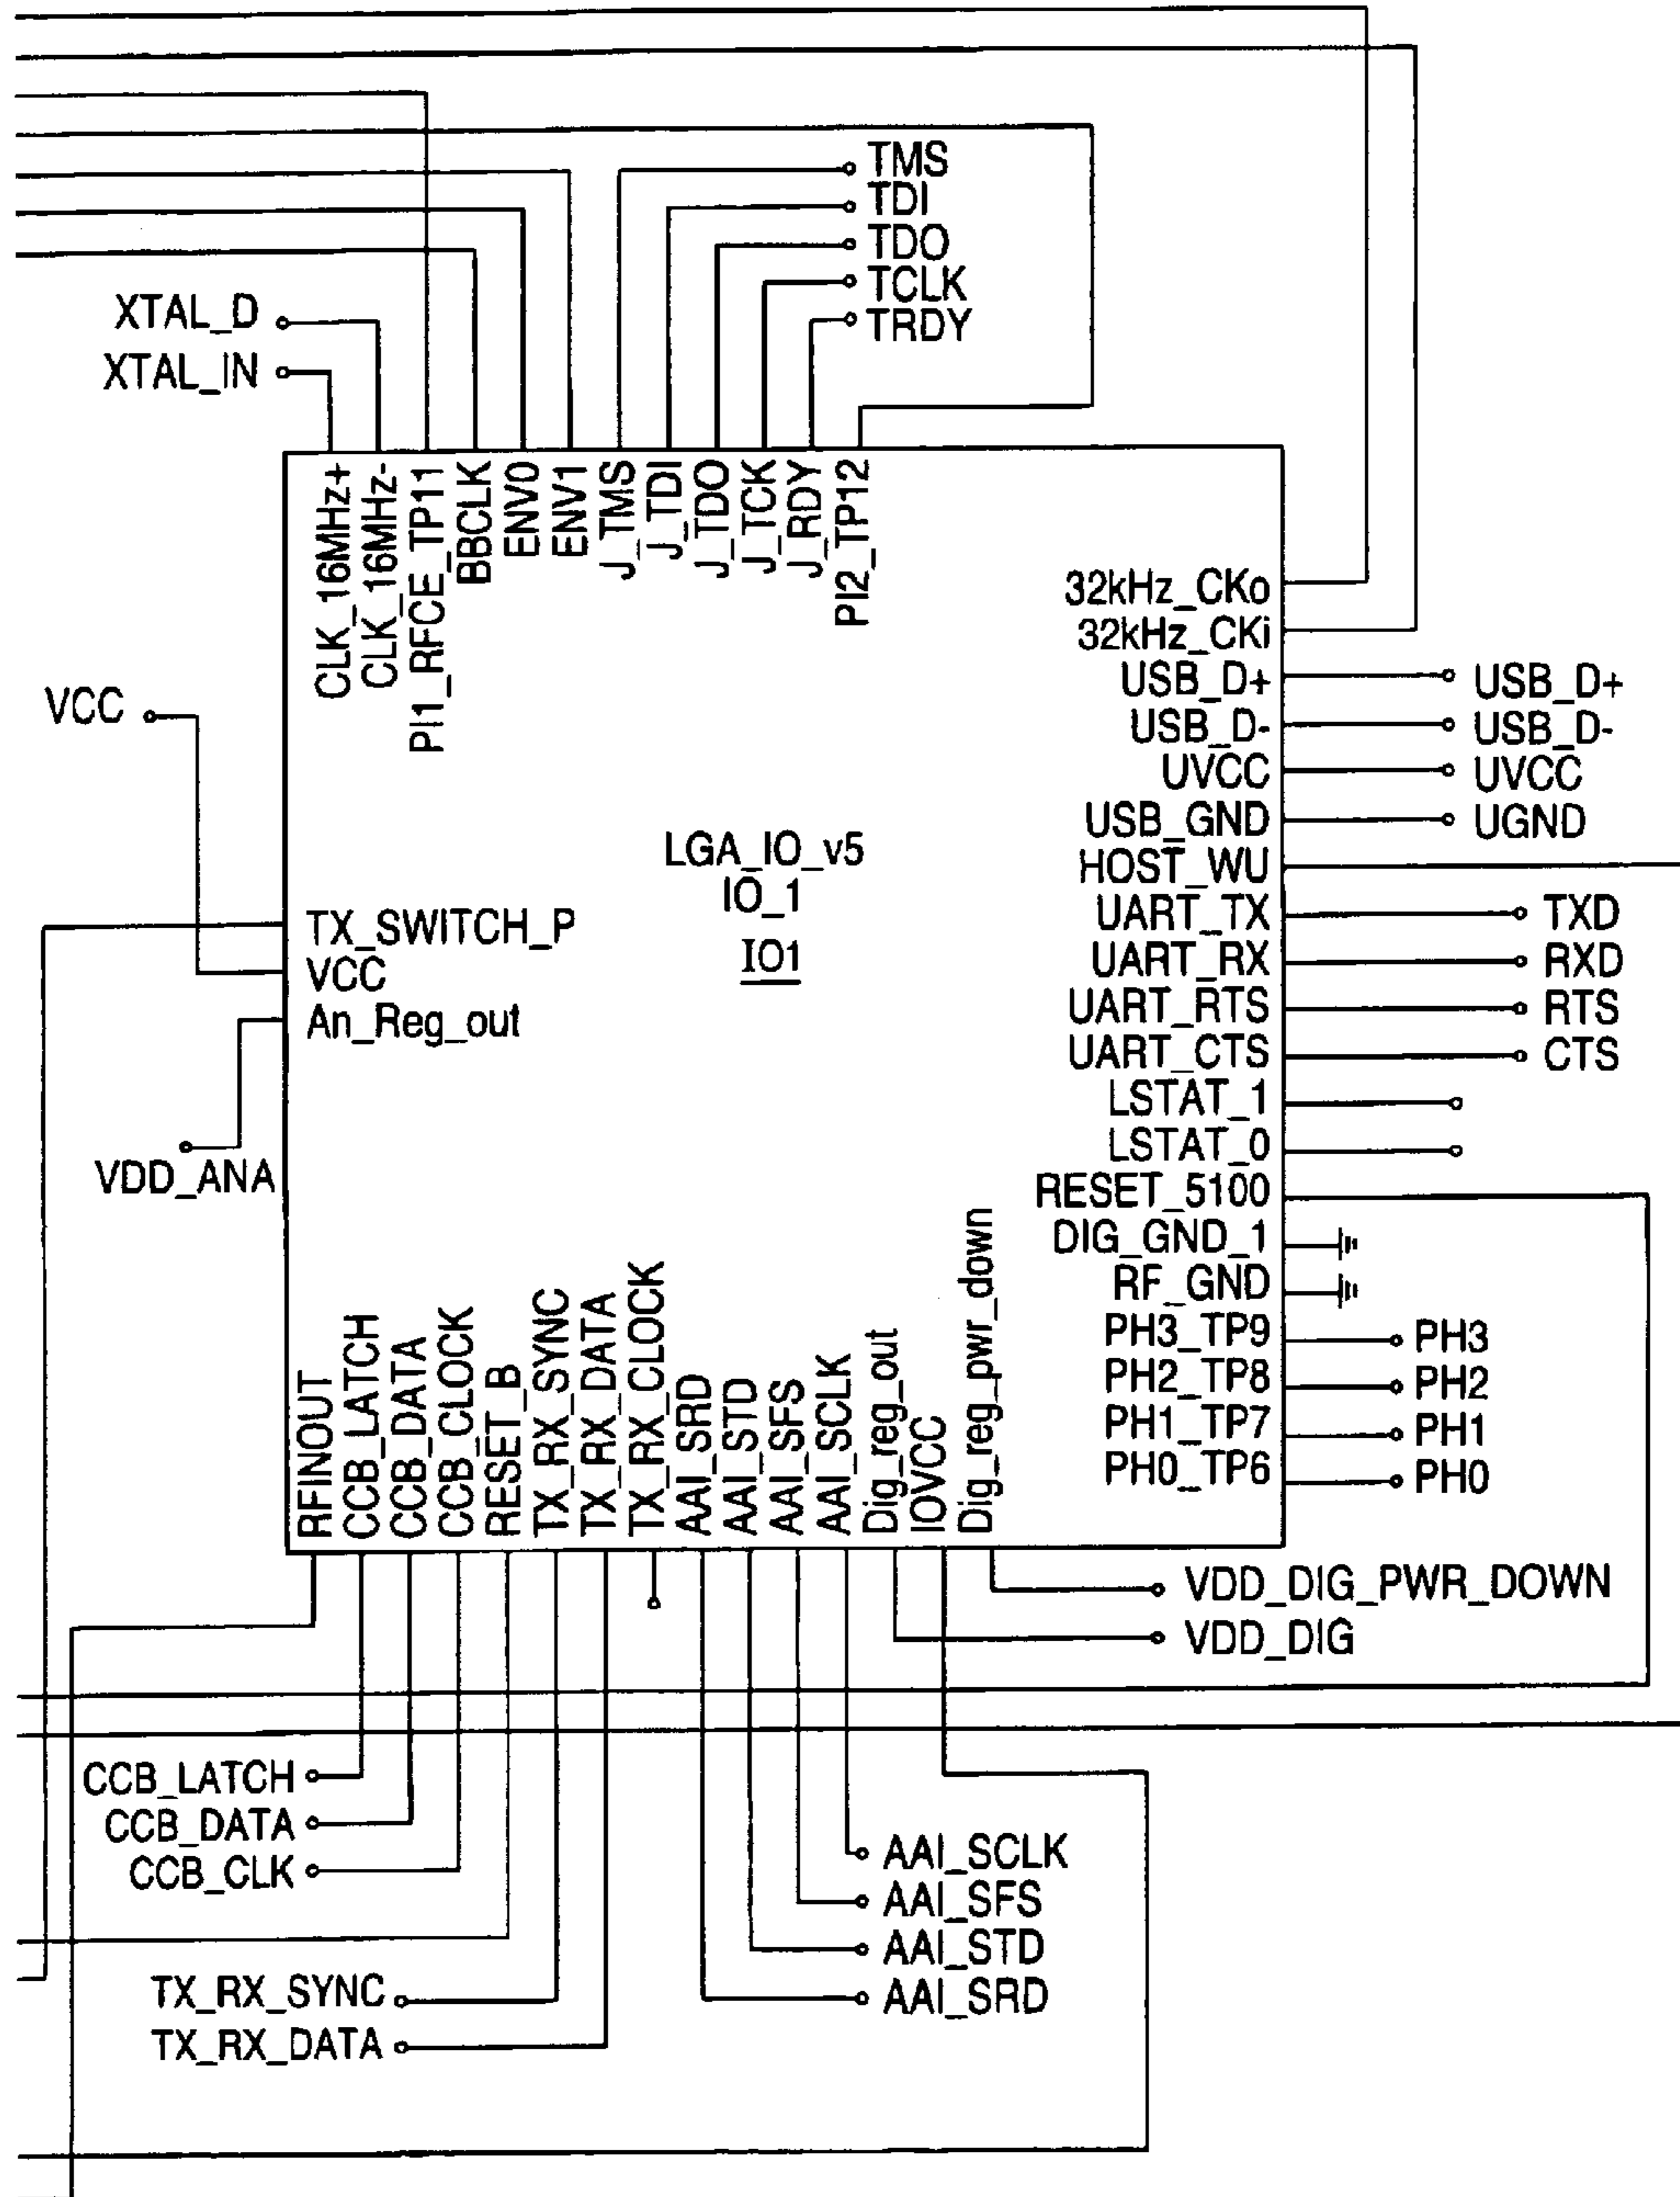 TMS
TDI
TDO
TCLK
TRDY
XTAL_D
XTAL_IN
CLK_16MHz+
CLK_16MHz-
PI1_RFCE_TP11
BBCLK
ENV0
ENV1
J_TMS
J_TDI
J_TDO
J_TCK
J_RDY
PI2_TP12
32kHz_CKo
32kHz_CKi
USB_D+ USB_D+
USB_D- USB_D-
UVCC UVCC
USB_GND UGND
HOST_WU
UART_TX TXD
UART_RX RXD
UART_RTS RTS
UART_CTS CTS
LSTAT_1
LSTAT_0
RESET_5100
DIG_GND_1
RF_GND
PH3_TP9 PH3
PH2_TP8 PH2
PH1_TP7 PH1
PH0_TP6 PH0
VCC
LGA_IO_v5
IO_1
IO1
TX_SWITCH_P
VCC
An_Reg_out
VDD_ANA
RFINOUT
CCB_LATCH
CCB_DATA
CCB_CLOCK
RESET_B
TX_RX_SYNC
TX_RX_DATA
TX_RX_CLOCK
AAI_SRD
AAI_STD
AAI_SFS
AAI_SCLK
Dig_reg_out
IOVCC
Dig_reg_pwr_down
VDD_DIG_PWR_DOWN
VDD_DIG
CCB_LATCH
CCB_DATA
CCB_CLK
AAI_SCLK
AAI_SFS
AAI_STD
AAI_SRD
TX_RX_SYNC
TX_RX_DATA